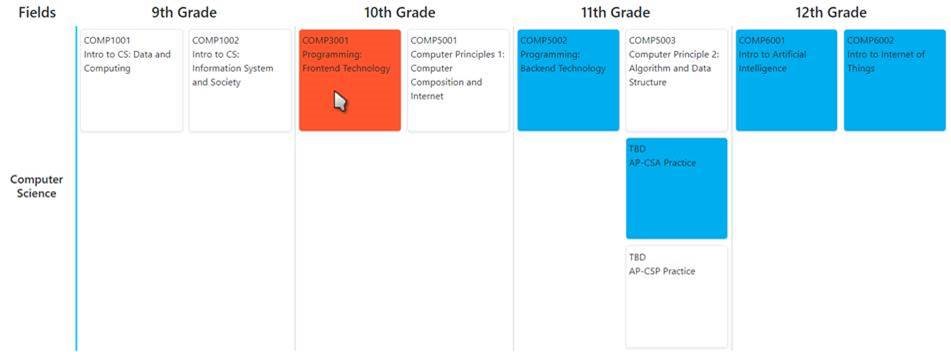 Fields
9th Grade
10th Grade
11th Grade
12th Grade
COMP1001
Intro to CS: Data and
Computing
COMP1002
Intro to CS:
Information System
and Society
COMP3001
Programming:
Frontend Technology
COMP5001
Computer Principles 1:
Computer
Composition and
Internet
COMP5002
Programming:
Backend Technology
COMP5003
Computer Principle 2:
Algorithm and Data
Structure
COMP6001
Intro to Artificial
Intelligence
COMP6002
Intro to Internet of
Things
Computer
Science
TBD
AP-CSA Practice
TBD
AP-CSP Practice